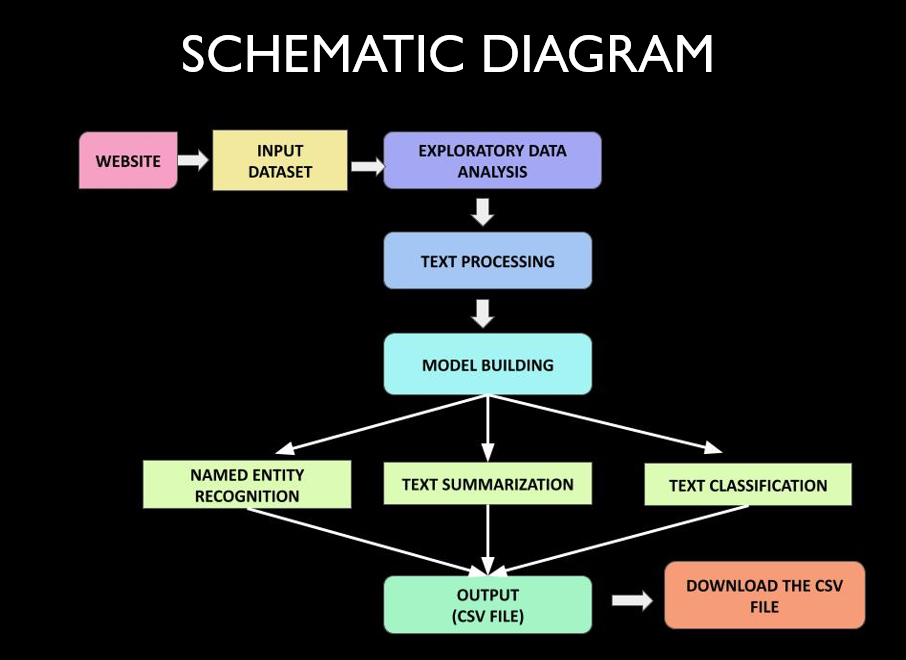 SCHEMATIC DIAGRAM
WEBSITE
INPUT
DATASET
EXPLORATORY DATA
ANALYSIS
TEXT PROCESSING
MODEL BUILDING
NAMED ENTITY
RECOGNITION
TEXT SUMMARIZATION
TEXT CLASSIFICATION
OUTPUT
(CSV FILE)
DOWNLOAD THE CSV
FILE